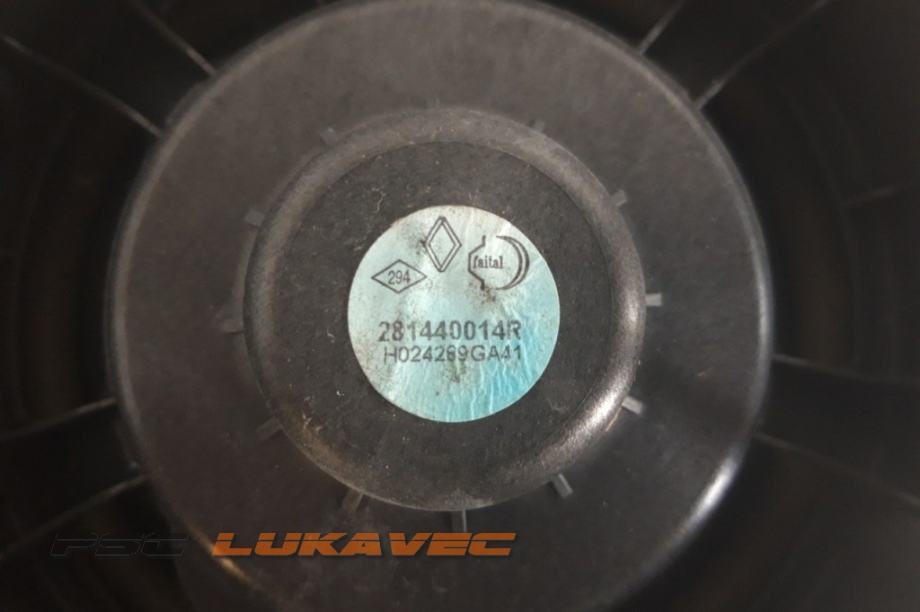 294
faital
281440014R
H024289GA41
PSC LUKAVEC